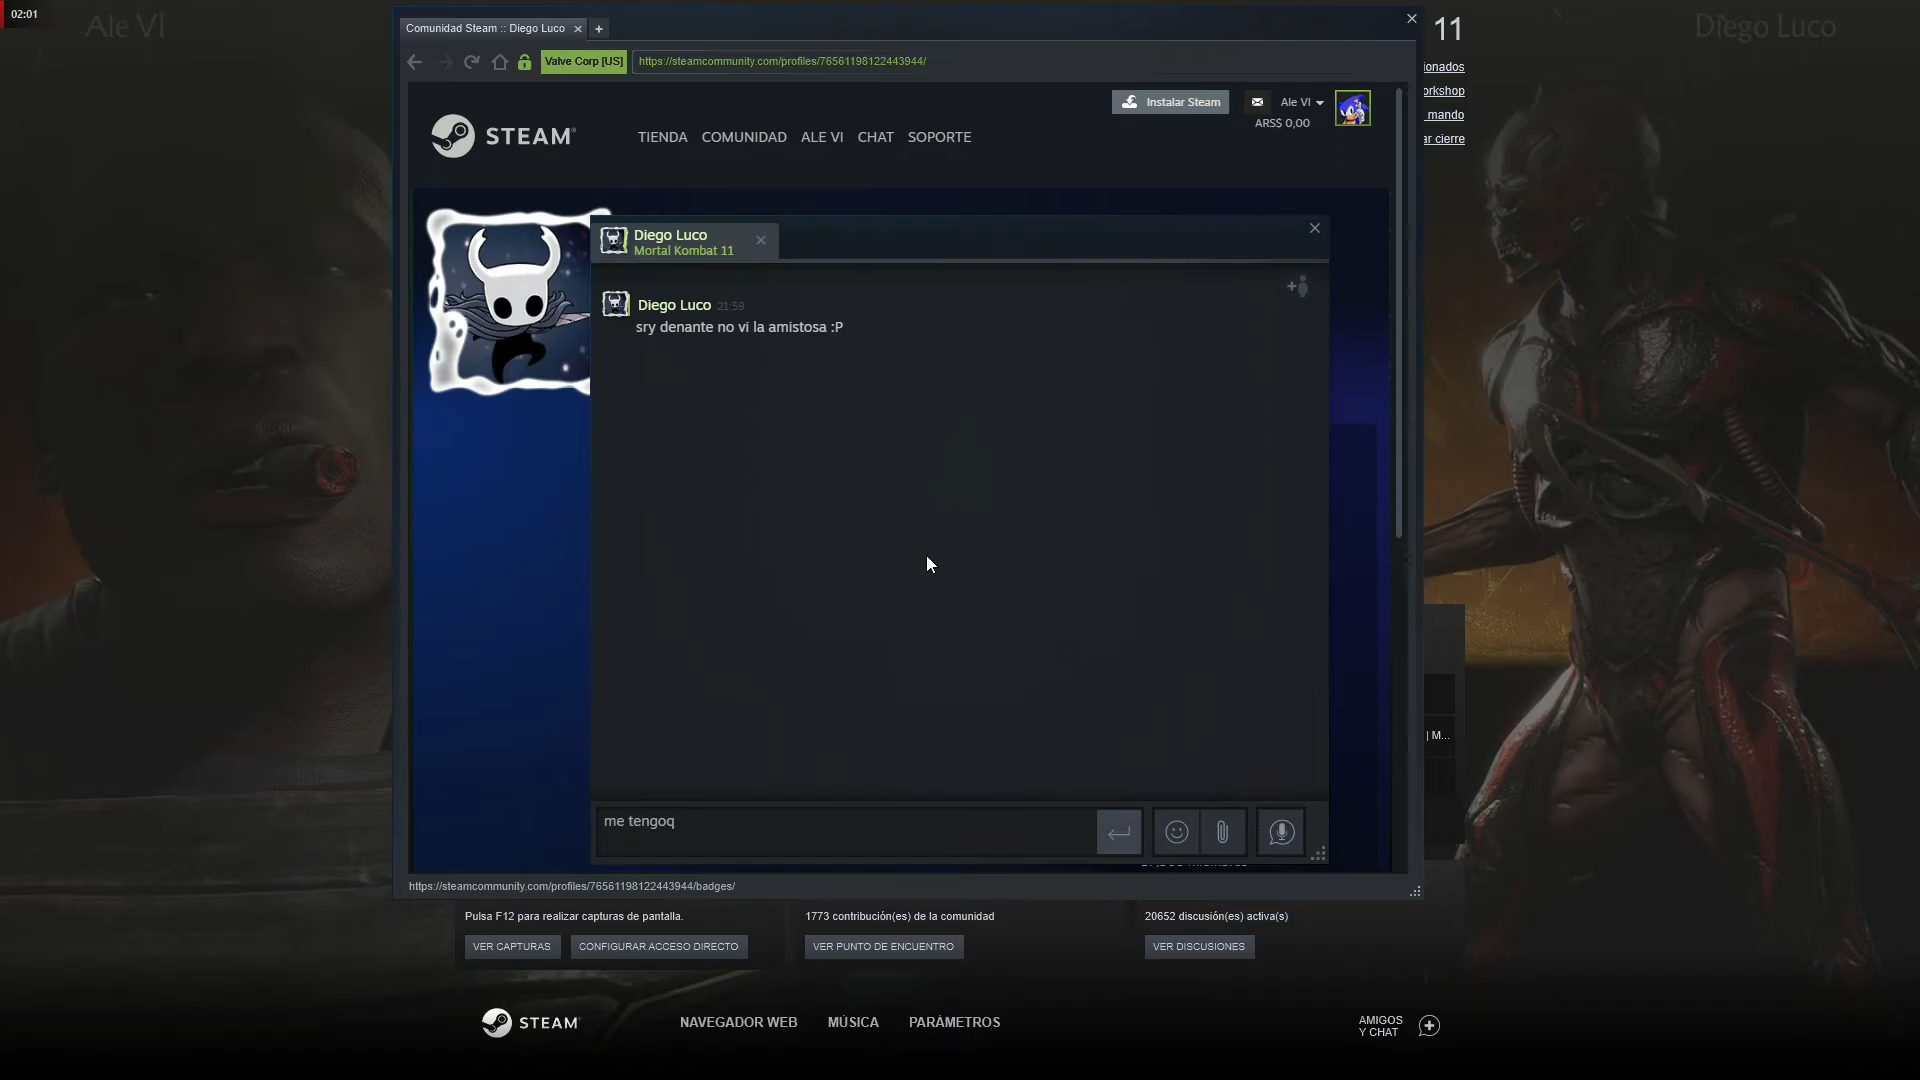 02:01
Ale VI
Diego Luco
11
Comunidad Steam :: Diego Luco
Valve Corp [US]
https://steamcommunity.com/profiles/76561198122443944/
ionados
orkshop
mando
ar cierre
Instalar Steam
Ale VI
ARS$ 0,00
STEAM
TIENDA COMUNIDAD ALE VI CHAT SOPORTE
Diego Luco
Mortal Kombat 11
Diego Luco 21:59
sry denante no vi la amistosa :P
| M...
me tengoq
https://steamcommunity.com/profiles/76561198122443944/badges/
Pulsa F12 para realizar capturas de pantalla.
1773 contribución(es) de la comunidad
20652 discusión(es) activa(s)
VER CAPTURAS
CONFIGURAR ACCESO DIRECTO
VER PUNTO DE ENCUENTRO
VER DISCUSIONES
STEAM
NAVEGADOR WEB MÚSICA PARÁMETROS
AMIGOS
Y CHAT